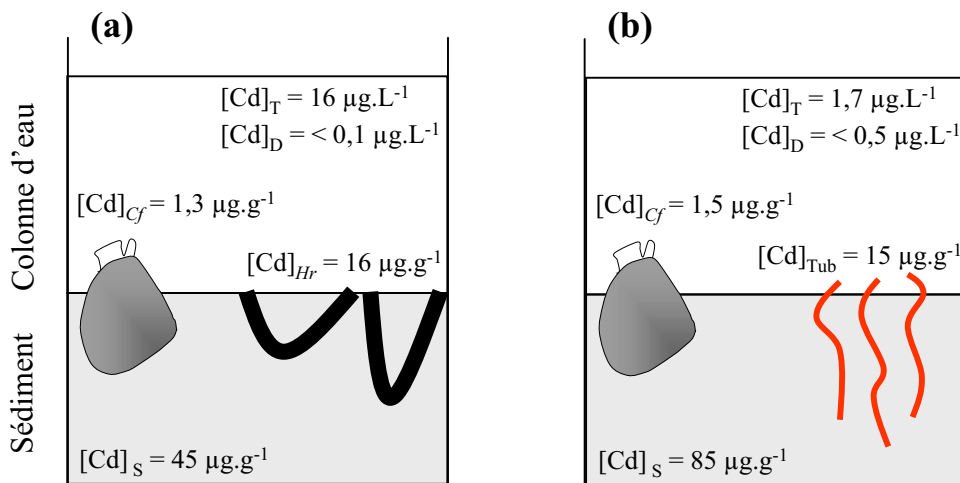 (a)
[Cd]T = 16 µg.L-1
[Cd]D = < 0,1 µg.L-1
[Cd]Cf = 1,3 µg.g-1
[Cd]Hr = 16 µg.g-1
[Cd] S = 45 µg.g-1
(b)
[Cd]T = 1,7 µg.L-1
[Cd]D = < 0,5 µg.L-1
[Cd]Cf = 1,5 µg.g-1
[Cd]Tub = 15 µg.g-1
[Cd] S = 85 µg.g-1
Colonne d’eau
Sédiment